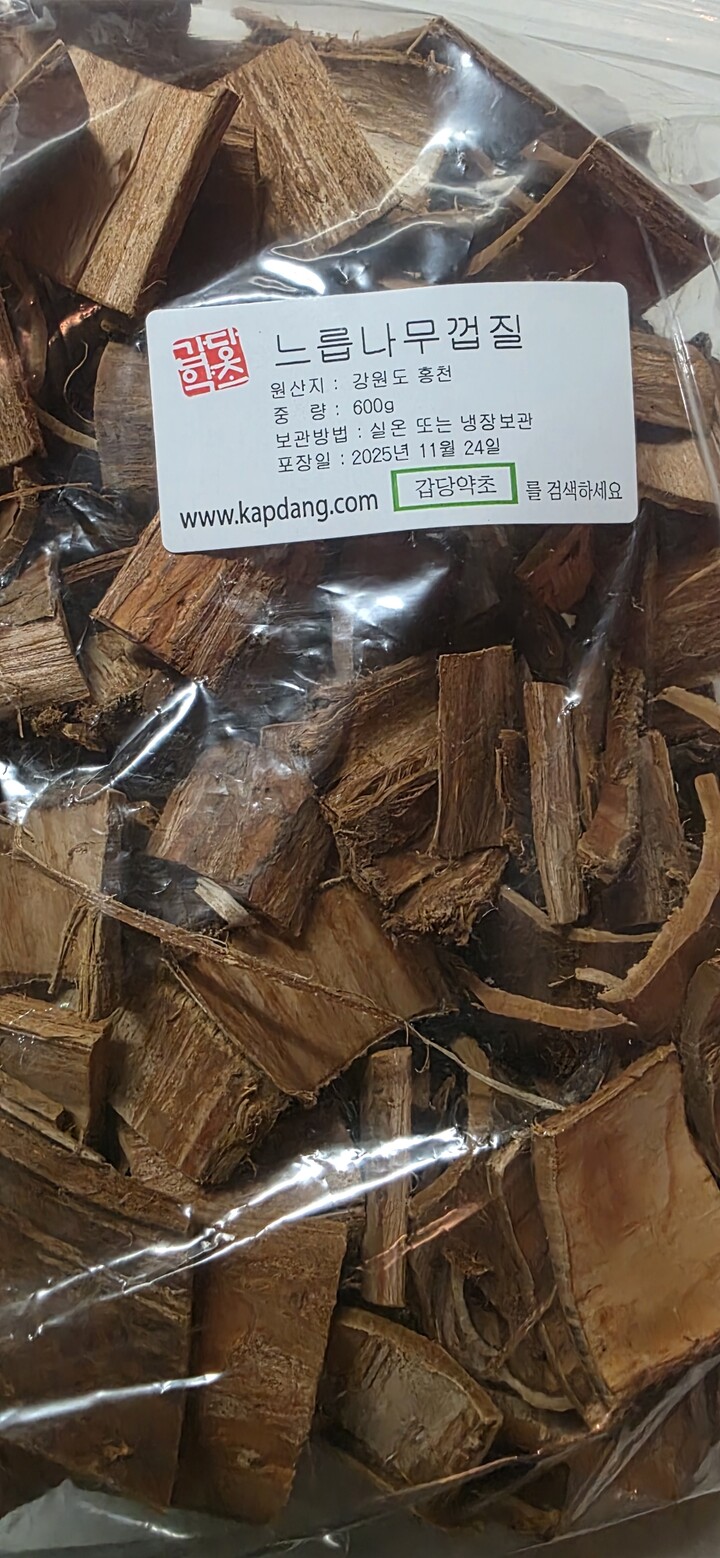 갑당
약초
느릅나무껍질
원산지 : 강원도 홍천
중 량 : 600g
보관방법 : 실온 또는 냉장보관
포장일 : 2025년 11월 24일
www.kapdang.com 갑당약초 를 검색하세요